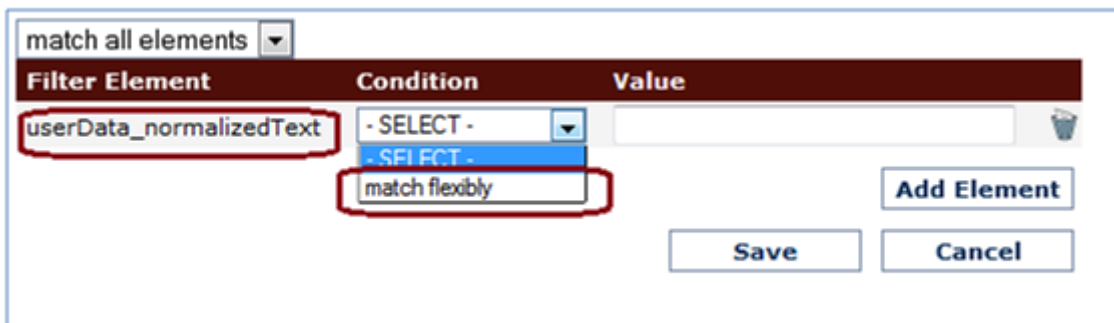 match all elements
Filter Element Condition Value
userData_normalizedText - SELECT -
- SELECT -
match flexibly
Add Element
Save Cancel